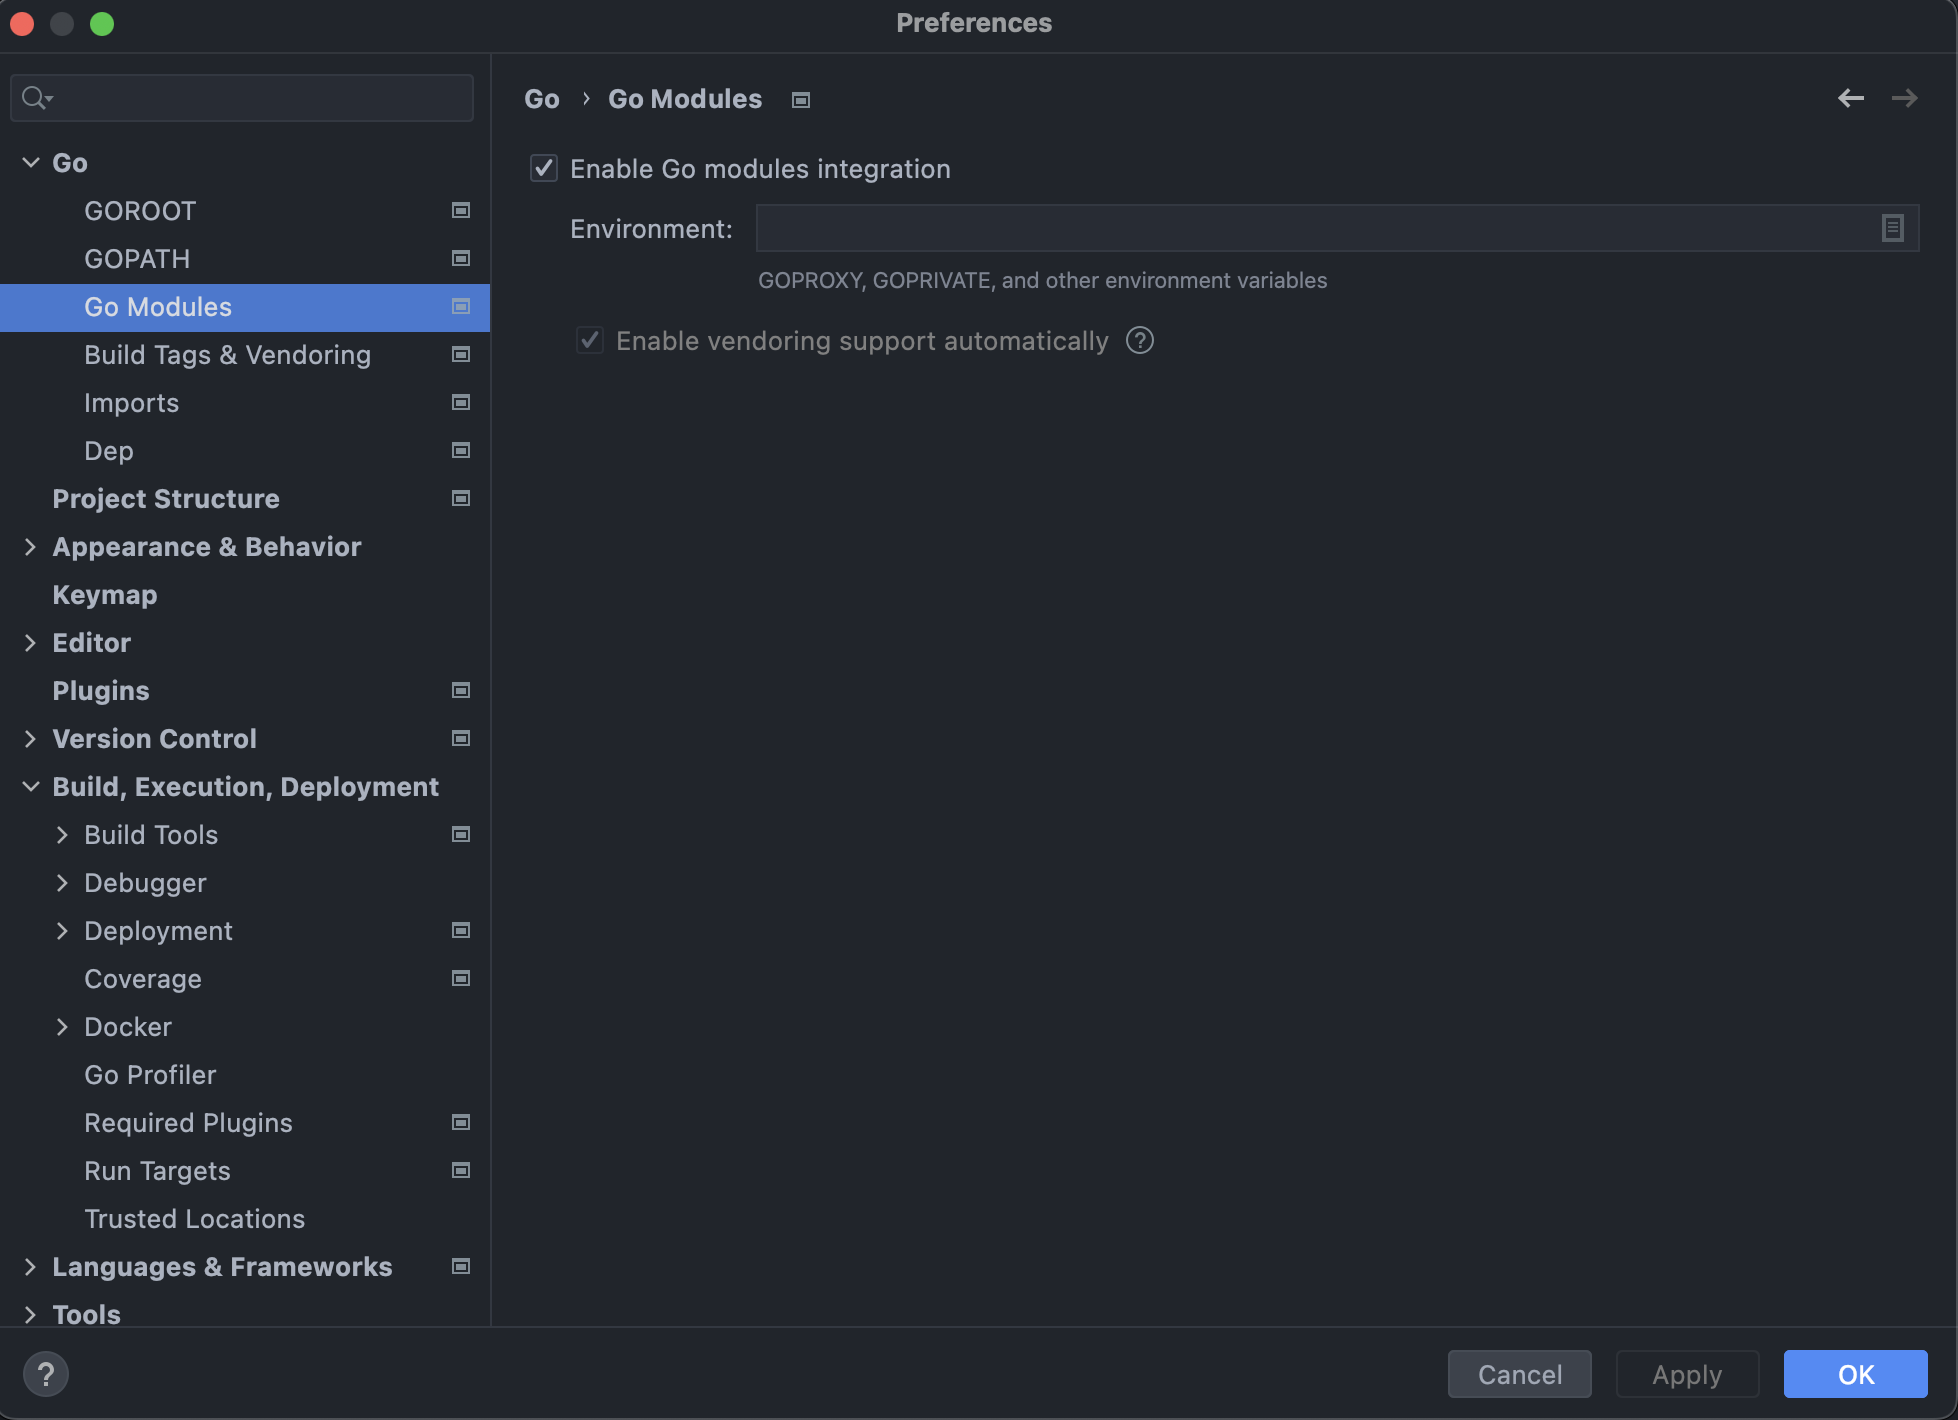 Preferences
Go
GOROOT
GOPATH
Go Modules
Build Tags & Vendoring
Imports
Dep
Project Structure
Appearance & Behavior
Keymap
Editor
Plugins
Version Control
Build, Execution, Deployment
Build Tools
Debugger
Deployment
Coverage
Docker
Go Profiler
Required Plugins
Run Targets
Trusted Locations
Languages & Frameworks
Tools
Go › Go Modules
Enable Go modules integration
Environment:
GOPROXY, GOPRIVATE, and other environment variables
Enable vendoring support automatically ?
?
Cancel
Apply
OK